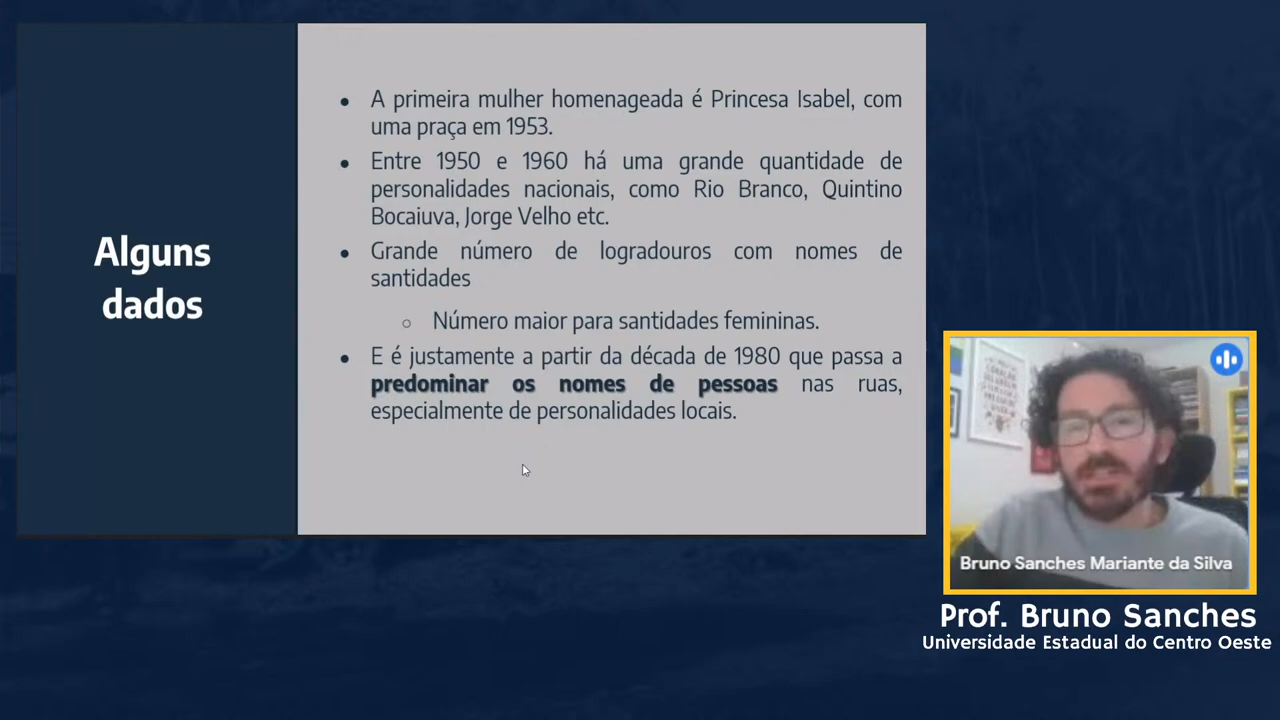 Alguns
dados
• A primeira mulher homenageada é Princesa Isabel, com
uma praça em 1953.
• Entre 1950 e 1960 há uma grande quantidade de
personalidades nacionais, como Rio Branco, Quintino
Bocaiuva, Jorge Velho etc.
• Grande número de logradouros com nomes de
santidades
○ Número maior para santidades femininas.
• E é justamente a partir da década de 1980 que passa a
predominar os nomes de pessoas nas ruas,
especialmente de personalidades locais.
Bruno Sanches Mariante da Silva
Prof. Bruno Sanches
Universidade Estadual do Centro Oeste